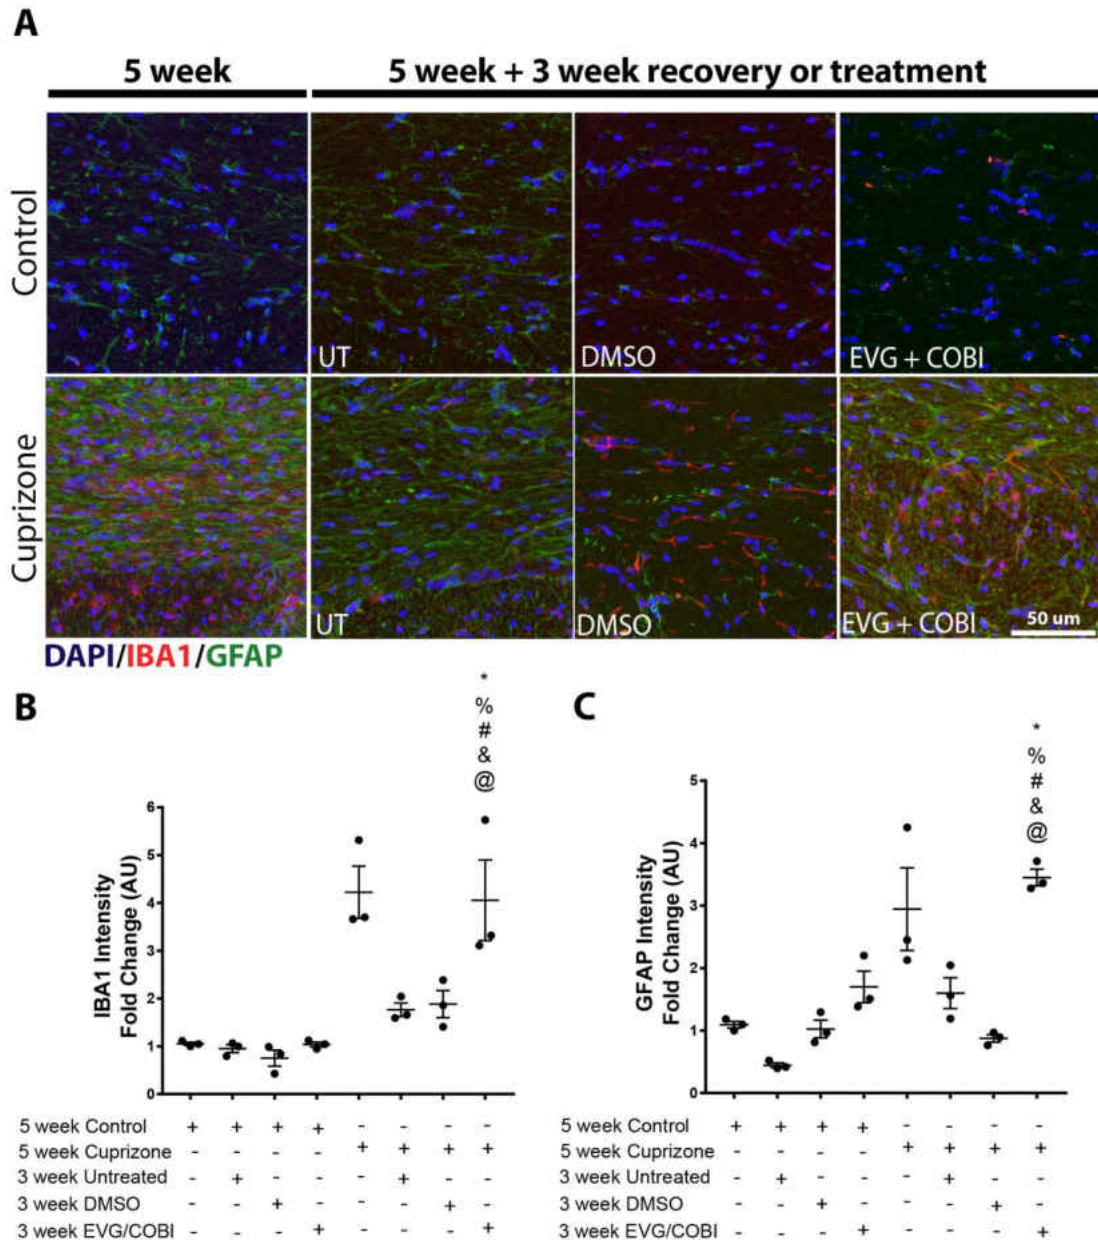 A
5 week
5 week + 3 week recovery or treatment
Control
UT
DMSO
EVG + COBI
Cuprizone
UT
DMSO
EVG + COBI
50 um
DAPI/IBA1/GFAP
B
*
%
#
&
@
IBA1 Intensity
Fold Change (AU)
6
5
4
3
2
1
0
5 week Control + + + + - - - -
5 week Cuprizone - - - - + + + +
3 week Untreated - + - - - + - -
3 week DMSO - - + - - - + -
3 week EVG/COBI - - - + - - - +
C
*
%
#
&
@
GFAP Intensity
Fold Change (AU)
5
4
3
2
1
0
5 week Control + + + + - - - -
5 week Cuprizone - - - - + + + +
3 week Untreated - + - - - + - -
3 week DMSO - - + - - - + -
3 week EVG/COBI - - - + - - - +